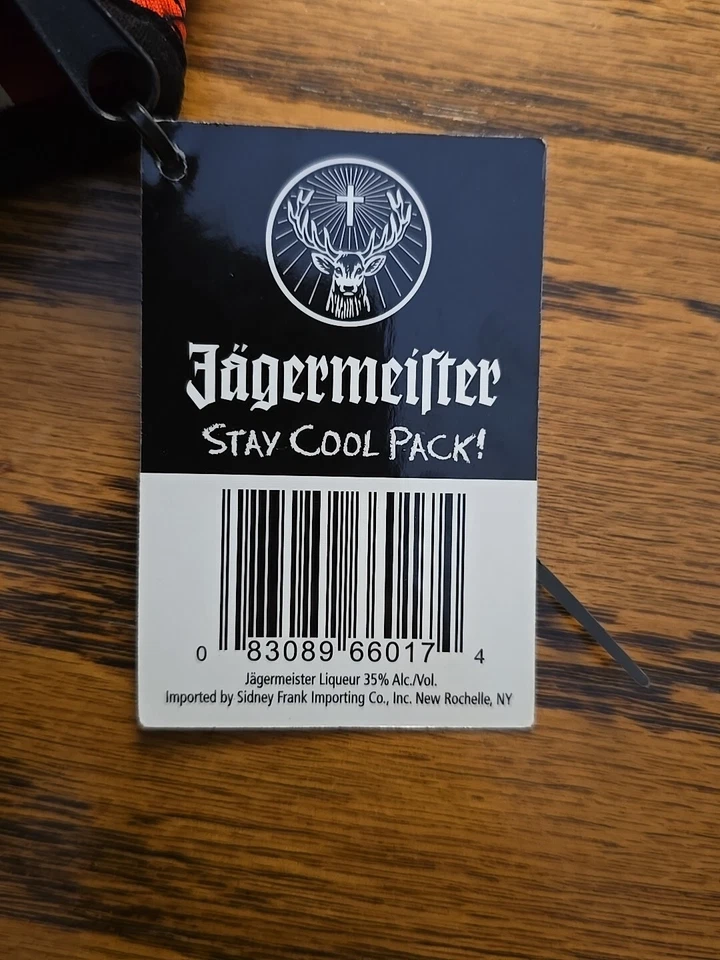 Jägermeiſter
STAY COOL PACK!
0 83089 66017 4
Jägermeister Liqueur 35% Alc./Vol.
Imported by Sidney Frank Importing Co., Inc. New Rochelle, NY